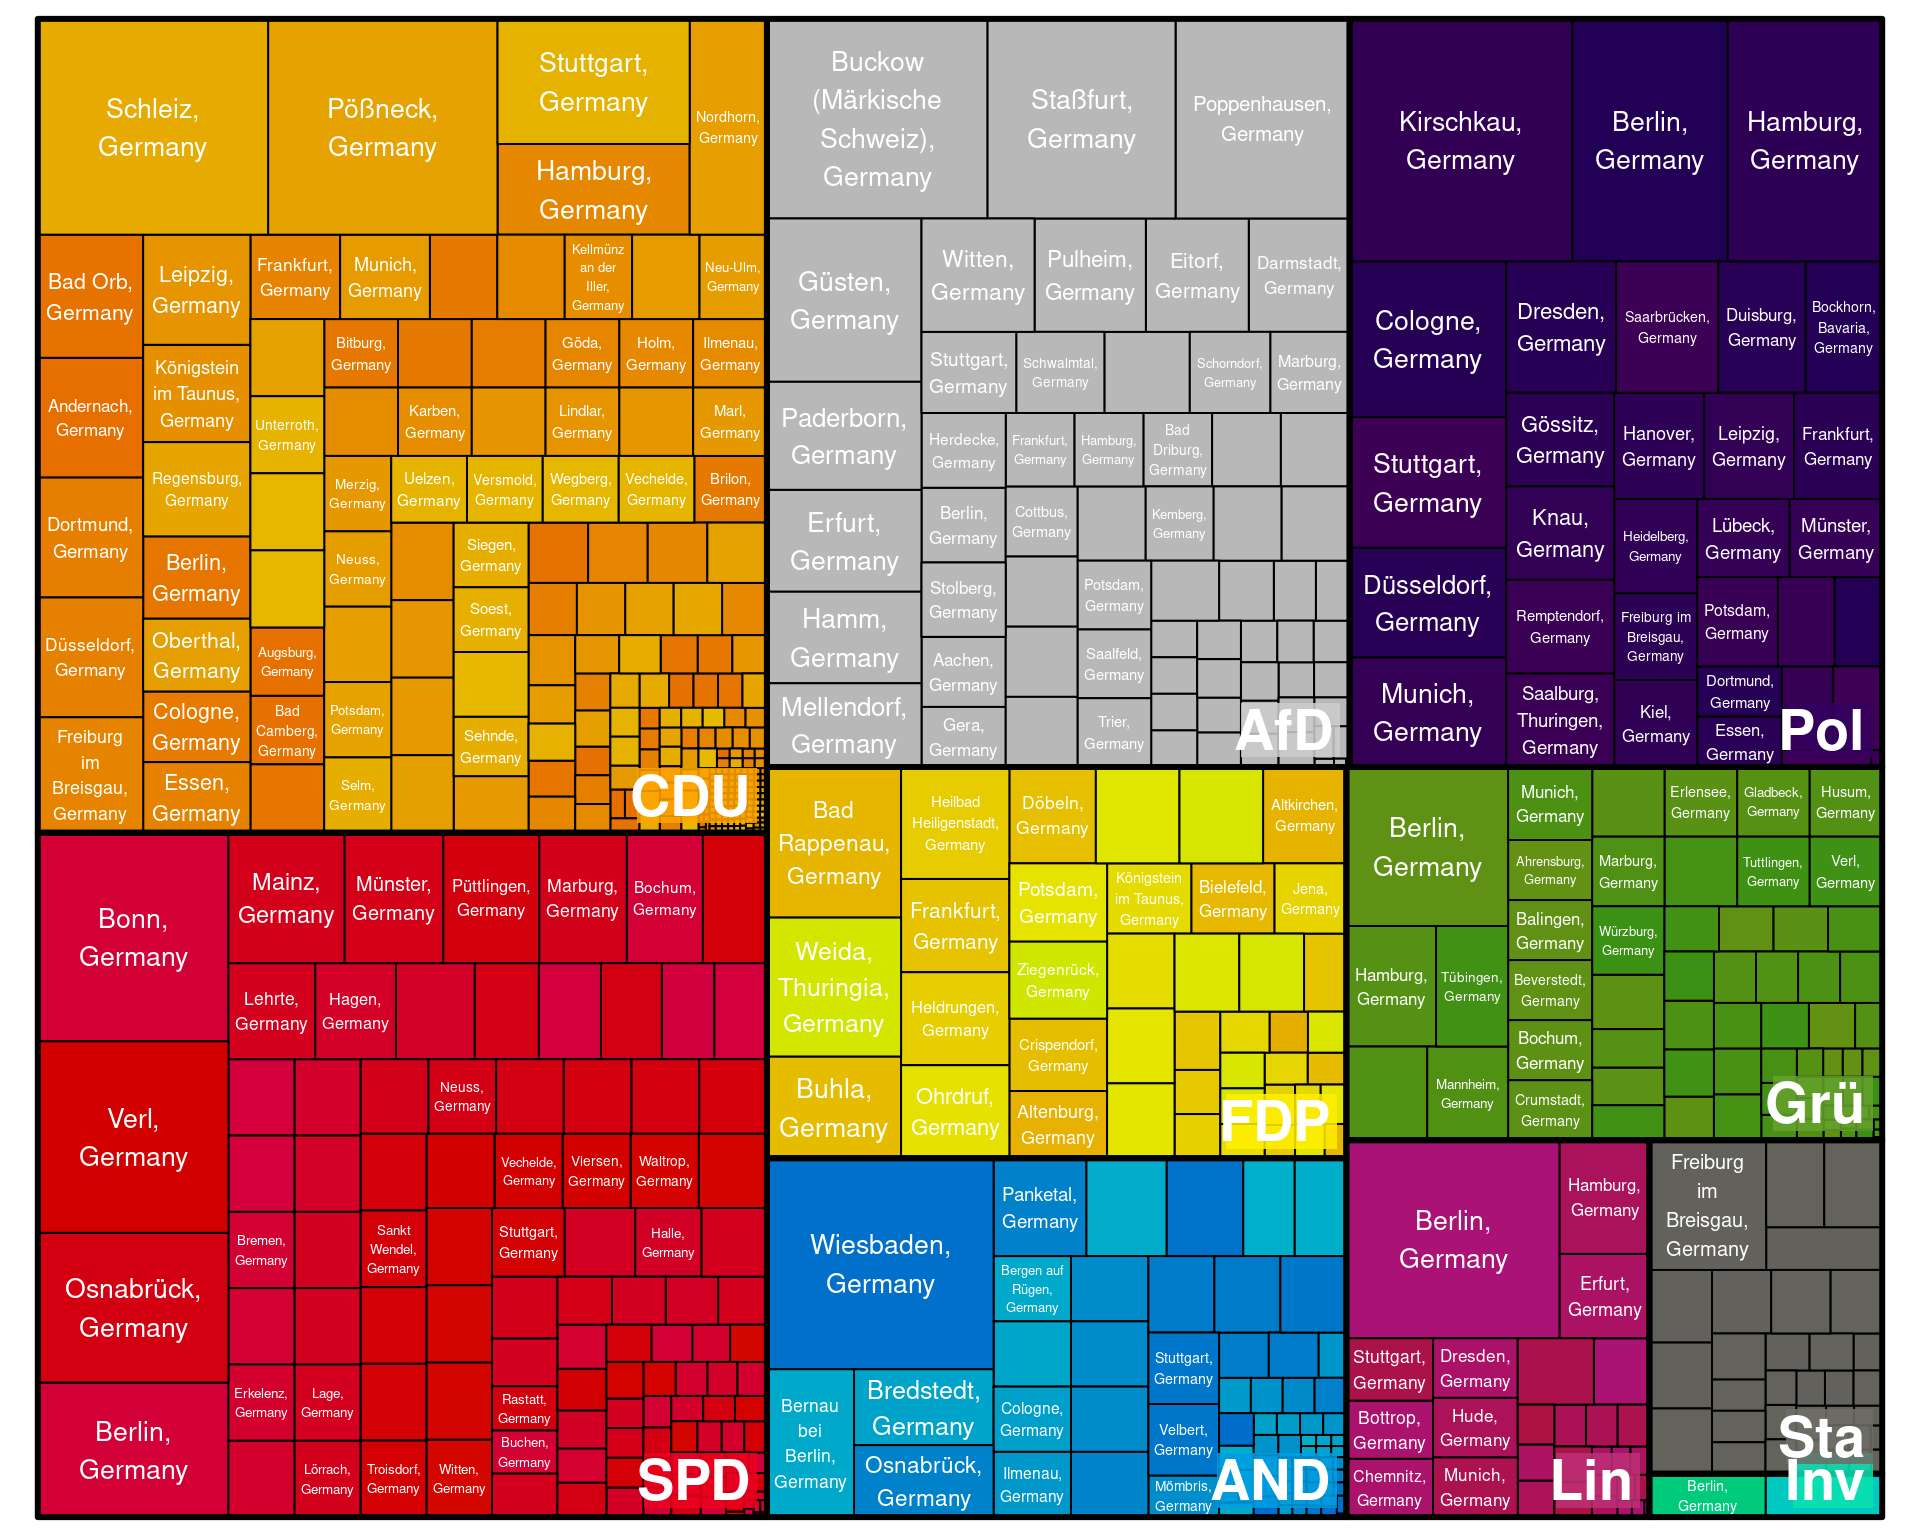 Schleiz,
Germany
Pößneck,
Germany
Stuttgart,
Germany
Hamburg,
Germany
Nordhorn,
Germany
Bad Orb,
Germany
Andernach,
Germany
Dortmund,
Germany
Düsseldorf,
Germany
Freiburg
im
Breisgau,
Germany
Leipzig,
Germany
Königstein
im Taunus,
Germany
Regensburg,
Germany
Berlin,
Germany
Oberthal,
Germany
Cologne,
Germany
Essen,
Germany
Frankfurt,
Germany
Munich,
Germany
Kellmünz
an der
Iller,
Germany
Neu-Ulm,
Germany
Unterroth,
Germany
Augsburg,
Germany
Bad
Camberg,
Germany
Bitburg,
Germany
Göda,
Germany
Holm,
Germany
Ilmenau,
Germany
Karben,
Germany
Lindlar,
Germany
Marl,
Germany
Merzig,
Germany
Uelzen,
Germany
Versmold,
Germany
Wegberg,
Germany
Vechelde,
Germany
Brilon,
Germany
Neuss,
Germany
Potsdam,
Germany
Selm,
Germany
Siegen,
Germany
Soest,
Germany
Sehnde,
Germany
CDU
Buckow
(Märkische
Schweiz),
Germany
Staßfurt,
Germany
Poppenhausen,
Germany
Güsten,
Germany
Paderborn,
Germany
Erfurt,
Germany
Hamm,
Germany
Mellendorf,
Germany
Witten,
Germany
Pulheim,
Germany
Eitorf,
Germany
Darmstadt,
Germany
Stuttgart,
Germany
Schwalmtal,
Germany
Schorndorf,
Germany
Marburg,
Germany
Herdecke,
Germany
Frankfurt,
Germany
Hamburg,
Germany
Bad
Driburg,
Germany
Berlin,
Germany
Cottbus,
Germany
Kemberg,
Germany
Stolberg,
Germany
Potsdam,
Germany
Aachen,
Germany
Saalfeld,
Germany
Gera,
Germany
Trier,
Germany
AfD
Kirschkau,
Germany
Berlin,
Germany
Hamburg,
Germany
Cologne,
Germany
Stuttgart,
Germany
Düsseldorf,
Germany
Munich,
Germany
Dresden,
Germany
Saarbrücken,
Germany
Duisburg,
Germany
Bockhorn,
Bavaria,
Germany
Gössitz,
Germany
Hanover,
Germany
Leipzig,
Germany
Frankfurt,
Germany
Knau,
Germany
Heidelberg,
Germany
Lübeck,
Germany
Münster,
Germany
Remptendorf,
Germany
Freiburg im
Breisgau,
Germany
Potsdam,
Germany
Saalburg,
Thuringen,
Germany
Kiel,
Germany
Dortmund,
Germany
Essen,
Germany
Pol
Bonn,
Germany
Verl,
Germany
Osnabrück,
Germany
Berlin,
Germany
Mainz,
Germany
Münster,
Germany
Püttlingen,
Germany
Marburg,
Germany
Bochum,
Germany
Lehrte,
Germany
Hagen,
Germany
Neuss,
Germany
Vechelde,
Germany
Viersen,
Germany
Waltrop,
Germany
Bremen,
Germany
Sankt
Wendel,
Germany
Stuttgart,
Germany
Halle,
Germany
Erkelenz,
Germany
Lage,
Germany
Rastatt,
Germany
Buchen,
Germany
Lörrach,
Germany
Troisdorf,
Germany
Witten,
Germany
SPD
Bad
Rappenau,
Germany
Weida,
Thuringia,
Germany
Buhla,
Germany
Heilbad
Heiligenstadt,
Germany
Frankfurt,
Germany
Heldrungen,
Germany
Ohrdruf,
Germany
Döbeln,
Germany
Altkirchen,
Germany
Potsdam,
Germany
Königstein
im Taunus,
Germany
Bielefeld,
Germany
Jena,
Germany
Ziegenrück,
Germany
Crispendorf,
Germany
Altenburg,
Germany
FDP
Berlin,
Germany
Hamburg,
Germany
Tübingen,
Germany
Mannheim,
Germany
Munich,
Germany
Ahrensburg,
Germany
Balingen,
Germany
Beverstedt,
Germany
Bochum,
Germany
Crumstadt,
Germany
Marburg,
Germany
Würzburg,
Germany
Erlensee,
Germany
Gladbeck,
Germany
Husum,
Germany
Tuttlingen,
Germany
Verl,
Germany
Grü
Wiesbaden,
Germany
Bernau
bei
Berlin,
Germany
Bredstedt,
Germany
Osnabrück,
Germany
Panketal,
Germany
Bergen auf
Rügen,
Germany
Cologne,
Germany
Ilmenau,
Germany
Stuttgart,
Germany
Velbert,
Germany
Mömbris,
Germany
AND
Berlin,
Germany
Hamburg,
Germany
Erfurt,
Germany
Stuttgart,
Germany
Dresden,
Germany
Bottrop,
Germany
Hude,
Germany
Chemnitz,
Germany
Munich,
Germany
Lin
Freiburg
im
Breisgau,
Germany
Sta
Berlin,
Germany
Inv